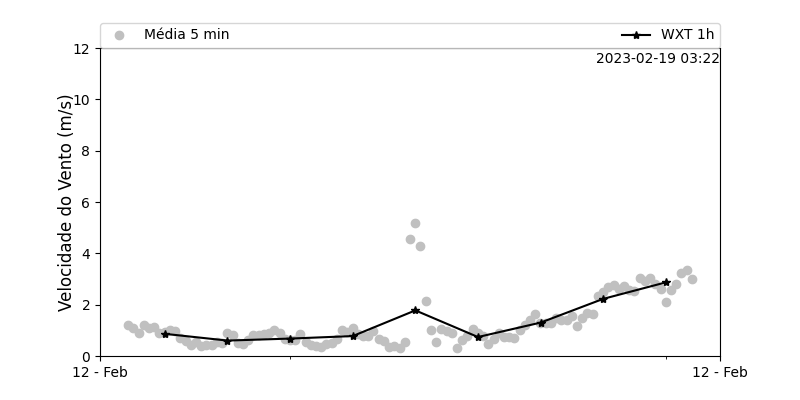 Média 5 min
WXT 1h
2023-02-19 03:22
Velocidade do Vento (m/s)
12
10
8
6
4
2
0
12 - Feb
12 - Feb